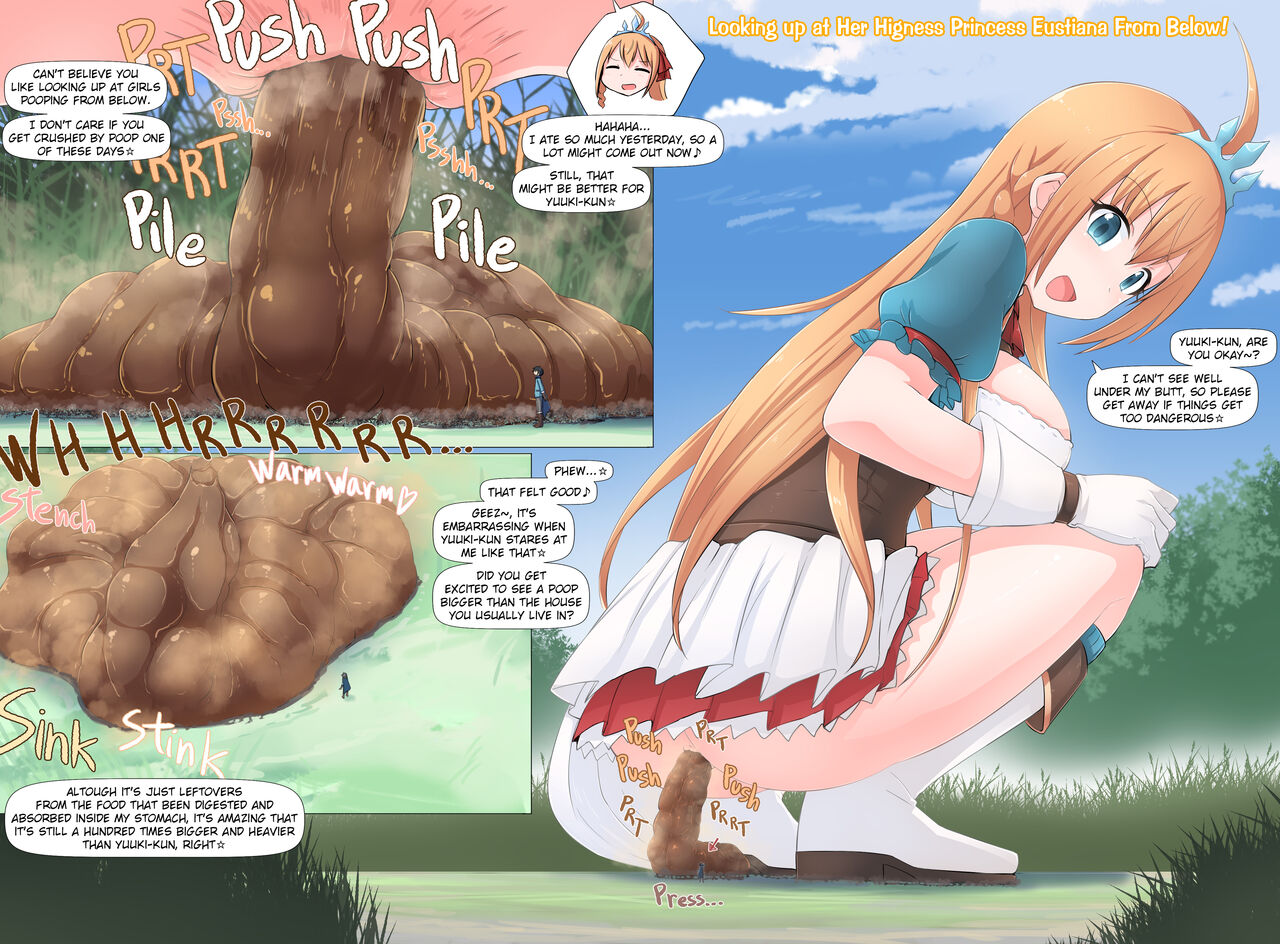 Looking up at Her Higness Princess Eustiana From Below!
Push Push
PRT
PRT
PRRT
Pssh...
Psshh...
CAN'T BELIEVE YOU
LIKE LOOKING UP AT GIRLS
POOPING FROM BELOW.
I DON'T CARE IF YOU
GET CRUSHED BY POOP ONE
OF THESE DAYS☆
HAHAHA...
I ATE SO MUCH YESTERDAY, SO A
LOT MIGHT COME OUT NOW♪
STILL, THAT
MIGHT BE BETTER FOR
YUUKI-KUN☆
Pile
Pile
YUUKI-KUN, ARE
YOU OKAY~?
I CAN'T SEE WELL
UNDER MY BUTT, SO PLEASE
GET AWAY IF THINGS GET
TOO DANGEROUS☆
WHHHRRRRRR...
Warm Warm♡
Stench
PHEW...☆
THAT FELT GOOD♪
GEEZ~, IT'S
EMBARRASSING WHEN
YUUKI-KUN STARES AT
ME LIKE THAT☆
DID YOU GET
EXCITED TO SEE A POOP
BIGGER THAN THE HOUSE
YOU USUALLY LIVE IN?
Sink
Stink
ALTOUGH IT'S JUST LEFTOVERS
FROM THE FOOD THAT BEEN DIGESTED AND
ABSORBED INSIDE MY STOMACH, IT'S AMAZING THAT
IT'S STILL A HUNDRED TIMES BIGGER AND HEAVIER
THAN YUUKI-KUN, RIGHT☆
Push
PRT
Push
Push
PRT
PRRT
Press...